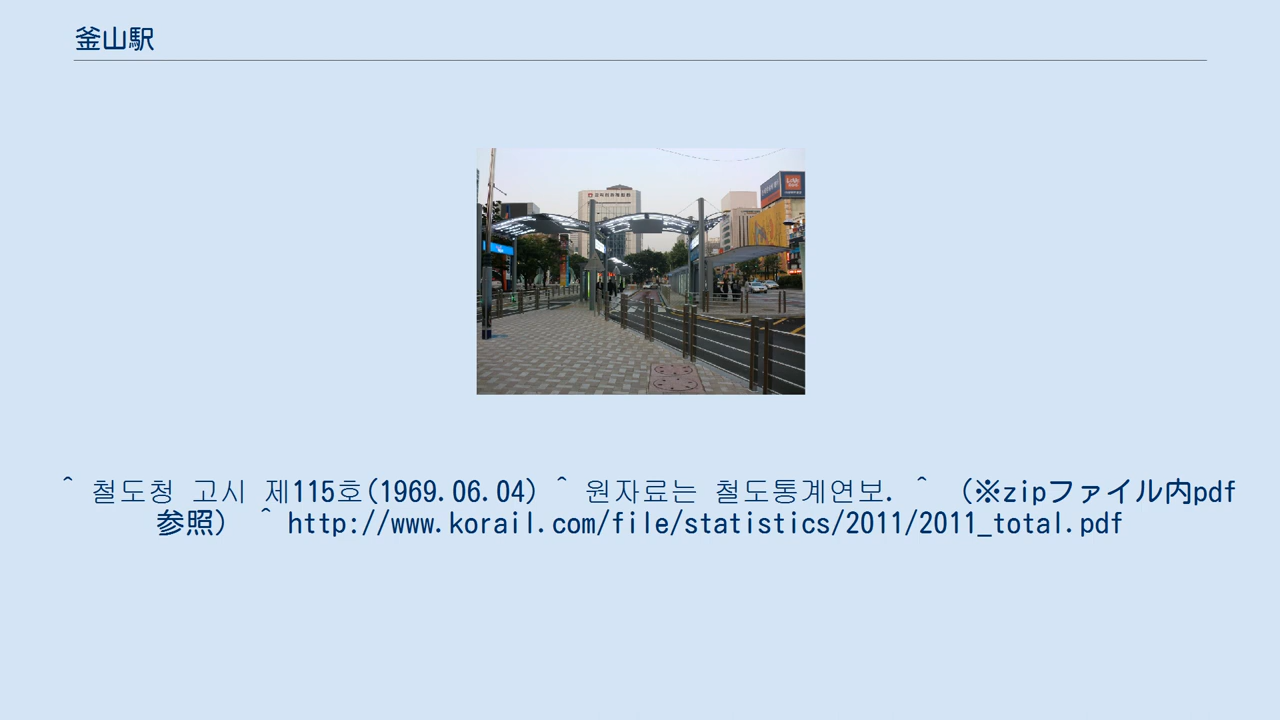 釜山駅
^ 철도청 고시 제115호(1969.06.04) ^ 원자료는 철도통계연보. ^ (※zipファイル内pdf
参照) ^ http://www.korail.com/file/statistics/2011/2011_total.pdf